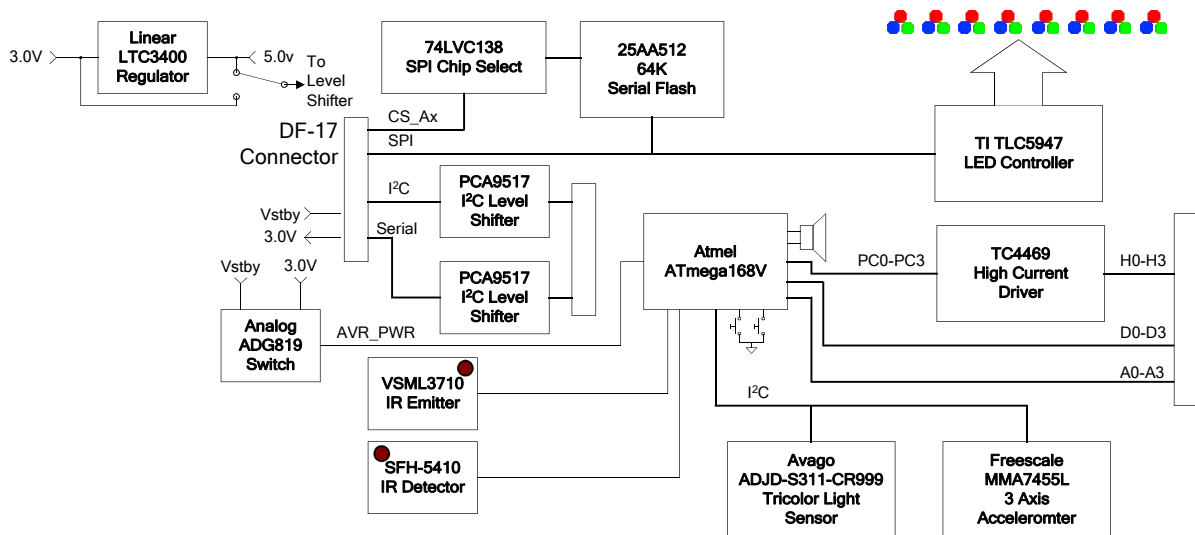 3.0V
Linear
LTC3400
Regulator
5.0v
To
Level
Shifter
74LVC138
SPI Chip Select
25AA512
64K
Serial Flash
TI TLC5947
LED Controller
DF-17
Connector
CS_Ax
SPI
I²C
Serial
Vstby
3.0V
PCA9517
I²C Level
Shifter
PCA9517
I²C Level
Shifter
Vstby
3.0V
Analog
ADG819
Switch
AVR_PWR
Atmel
ATmega168V
PC0-PC3
TC4469
High Current
Driver
H0-H3
D0-D3
A0-A3
VSML3710
IR Emitter
SFH-5410
IR Detector
I²C
Avago
ADJD-S311-CR999
Tricolor Light
Sensor
Freescale
MMA7455L
3 Axis
Acceleromter